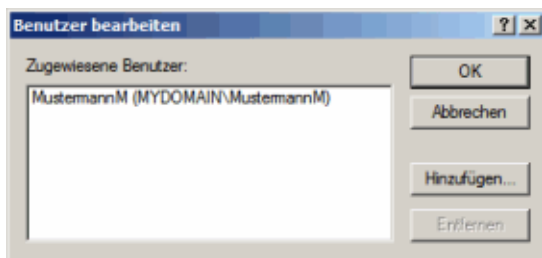 Benutzer bearbeiten
Zugewiesene Benutzer:
MustermannM (MYDOMAIN\MustermannM)
OK
Abbrechen
Hinzufügen...
Entfernen